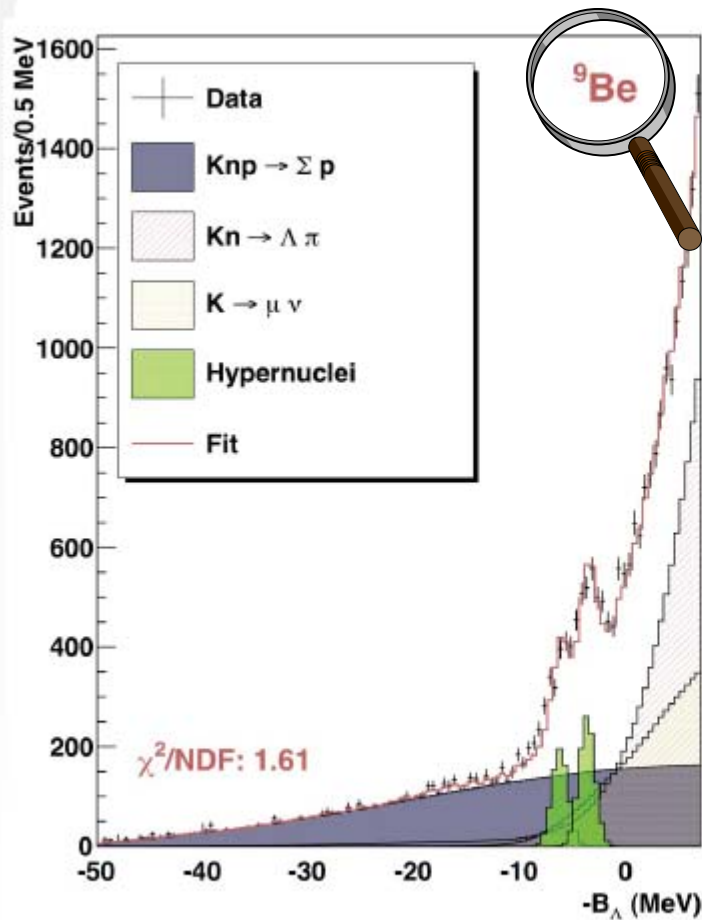 Events/0.5 MeV
1600
1400
1200
1000
800
600
400
200
0
⁹Be
Data
Knp → Σ p
Kn → Λ π
K → μ ν
Hypernuclei
Fit
χ²/NDF: 1.61
-50 -40 -30 -20 -10 0
-B_Λ (MeV)